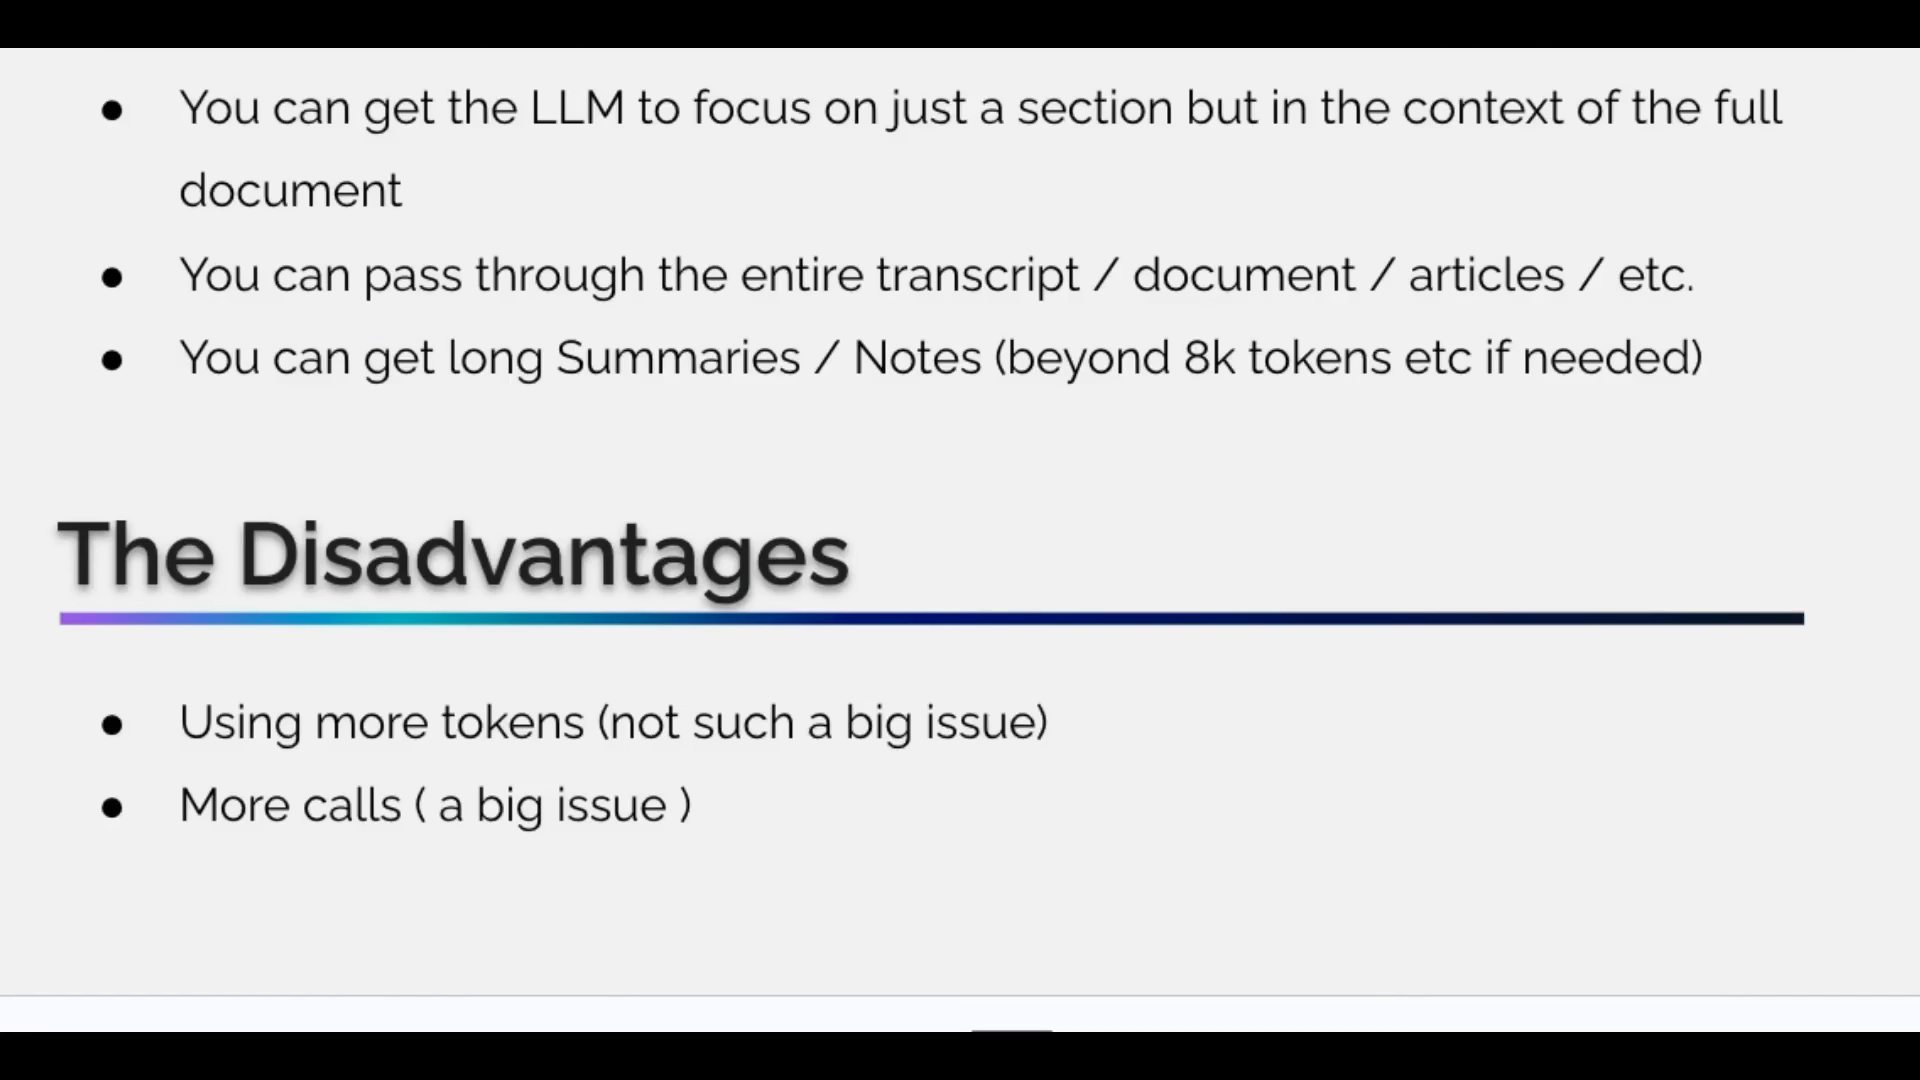 ● You can get the LLM to focus on just a section but in the context of the full
document
● You can pass through the entire transcript / document / articles / etc.
● You can get long Summaries / Notes (beyond 8k tokens etc if needed)
The Disadvantages
● Using more tokens (not such a big issue)
● More calls ( a big issue )